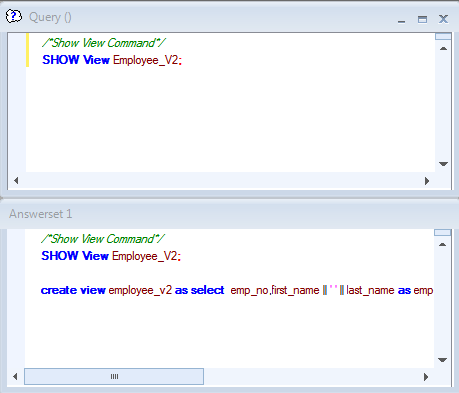 Query ()
/*Show View Command*/
SHOW View Employee_V2;
Answerset 1
/*Show View Command*/
SHOW View Employee_V2;
create view employee_v2 as select emp_no,first_name ||' '|| last_name as emp